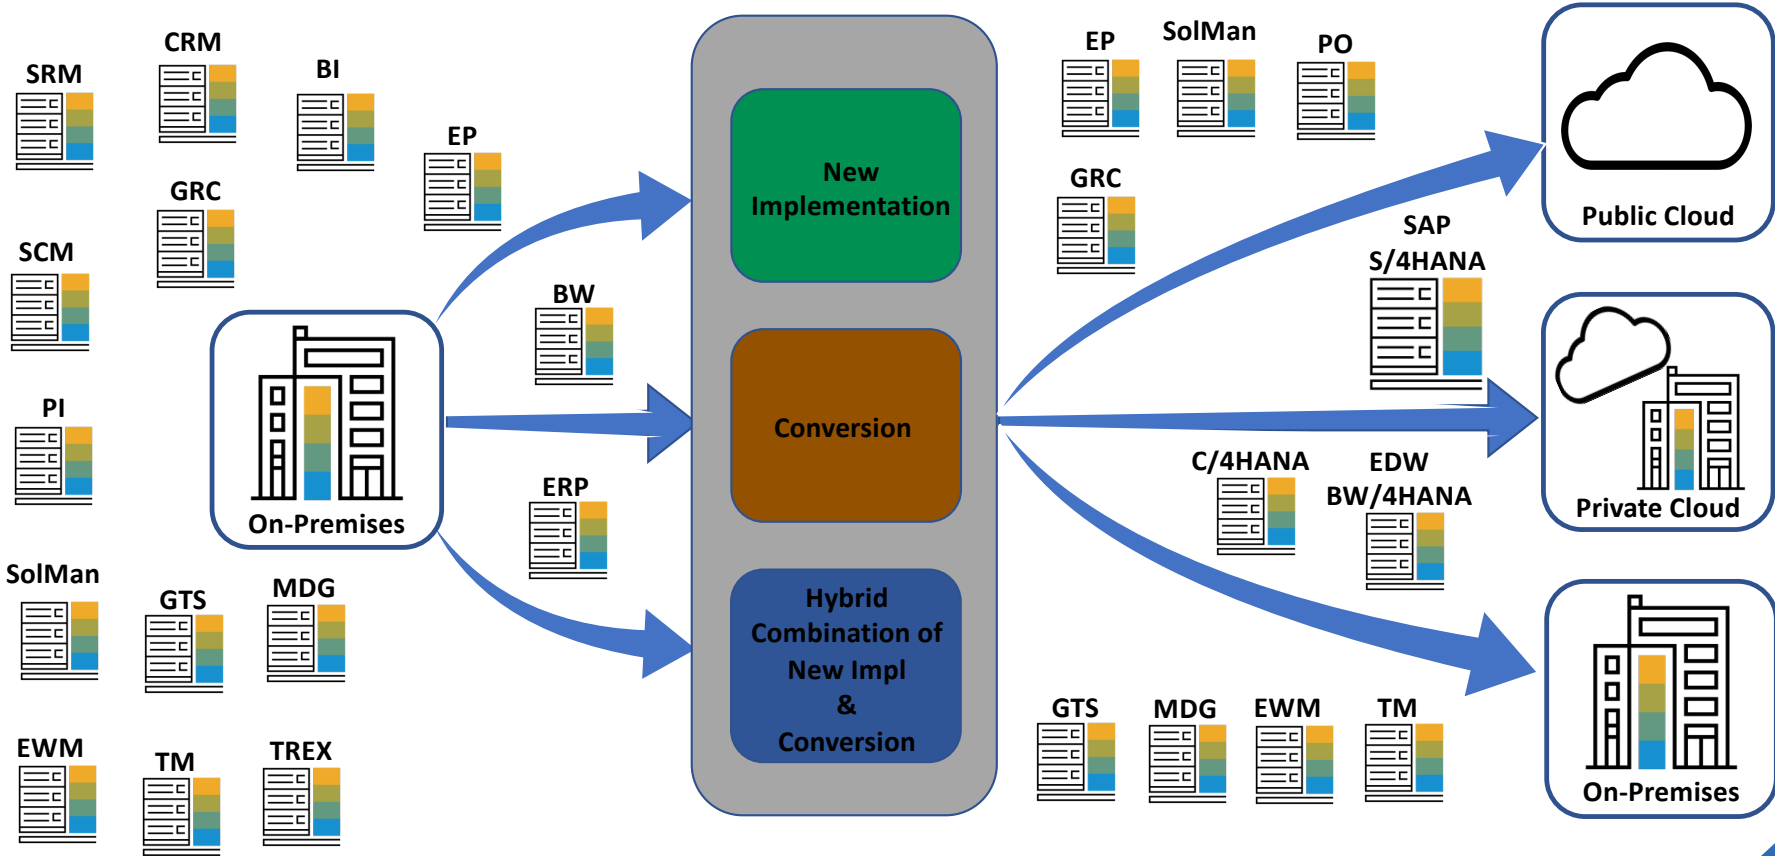 SRM
CRM
BI
EP
GRC
SCM
BW
PI
On-Premises
ERP
SolMan
GTS
MDG
EWM
TM
TREX
New
Implementation
Conversion
Hybrid
Combination of
New Impl
&
Conversion
EP
SolMan
PO
GRC
SAP
S/4HANA
C/4HANA
EDW
BW/4HANA
GTS
MDG
EWM
TM
Public Cloud
Private Cloud
On-Premises